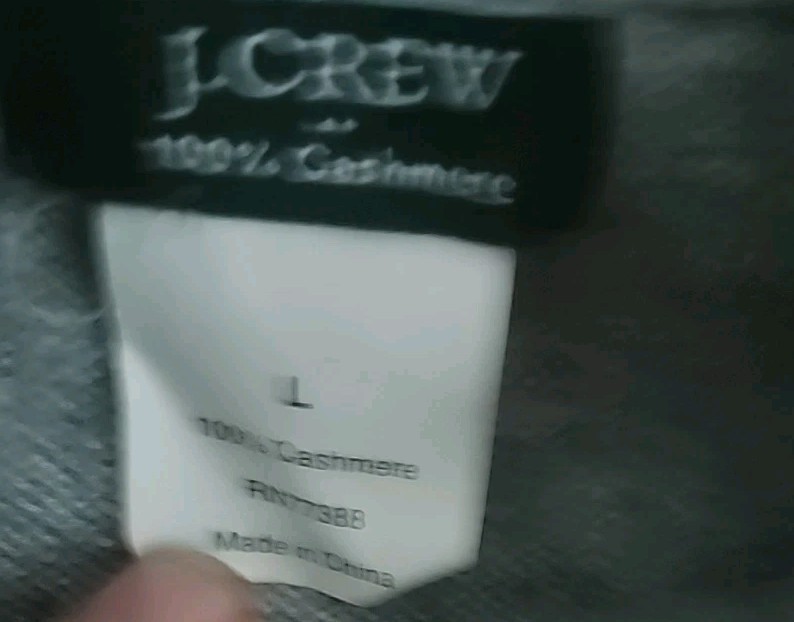 J.CREW
100% Cashmere
L
100% Cashmere
RN77388
Made in China